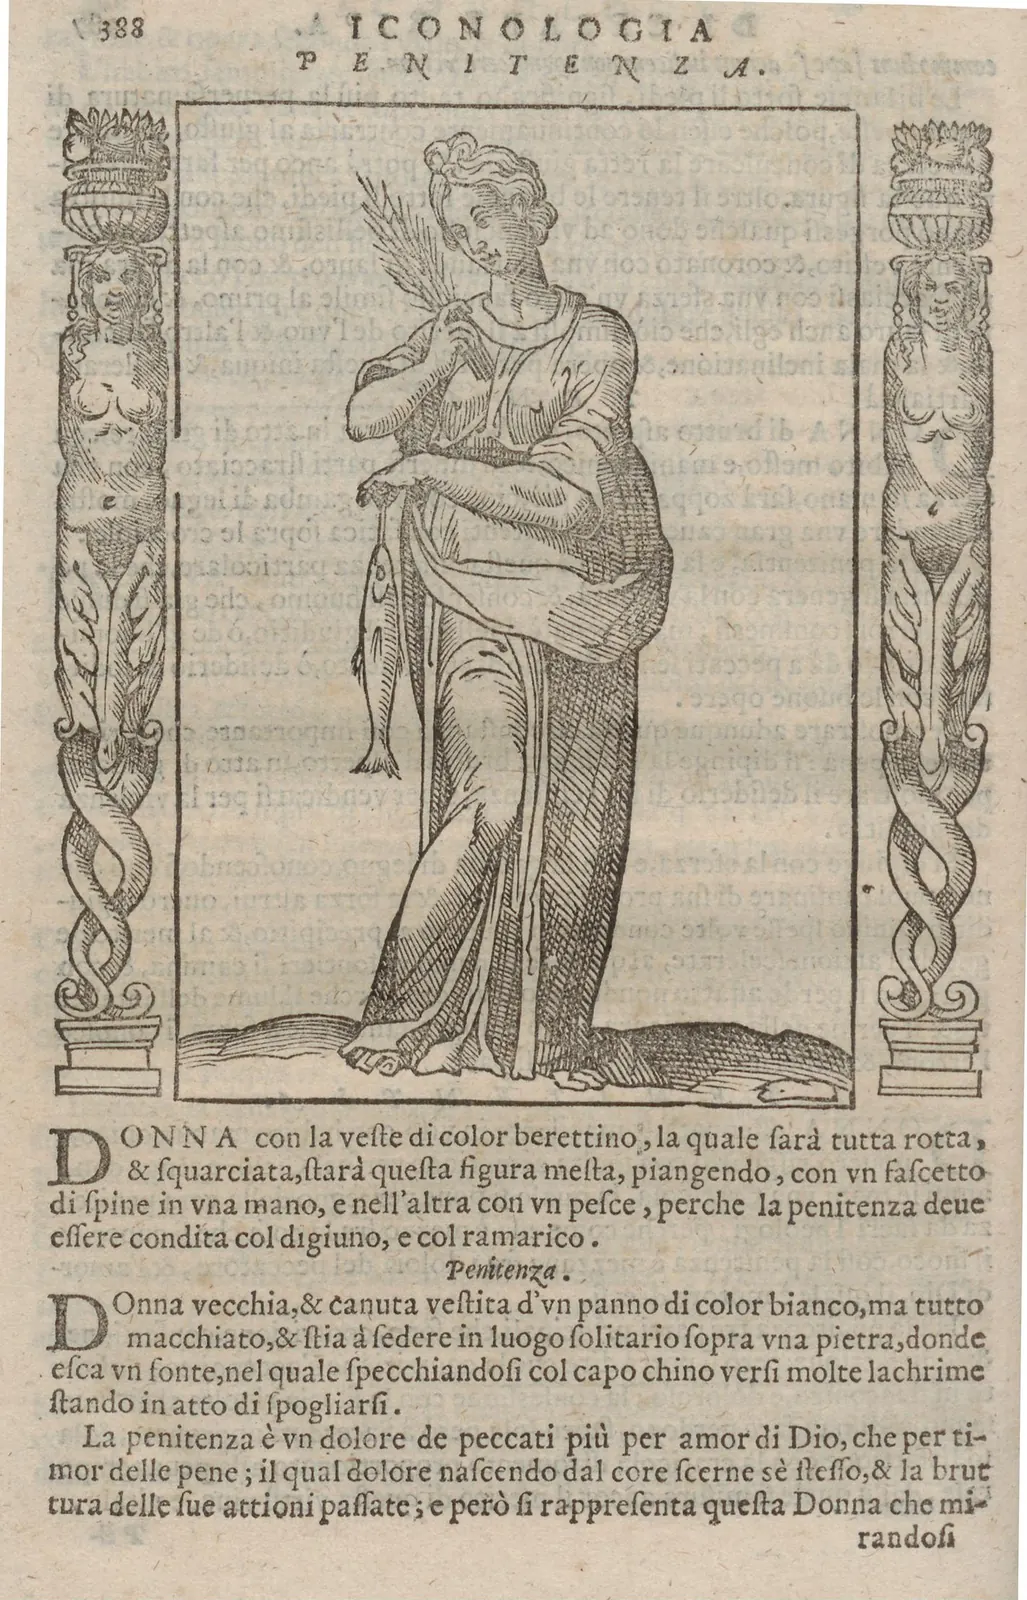 388 ICONOLOGIA
PENITENZA.
DONNA con la veſte di color berettino, la quale ſarà tutta rotta,
& ſquarciata, ſtarà queſta figura meſta, piangendo, con vn faſcetto
di ſpine in vna mano, e nell'altra con vn peſce, perche la penitenza deue
eſſere condita col digiuno, e col ramarico.
Penitenza.
DOnna vecchia, & canuta veſtita d'vn panno di color bianco, ma tutto
macchiato, & ſtia à ſedere in luogo ſolitario ſopra vna pietra, donde
eſca vn fonte, nel quale ſpecchiandoſi col capo chino verſi molte lachrime
ſtando in atto di ſpogliarſi.
La penitenza è vn dolore de peccati più per amor di Dio, che per ti-
mor delle pene; il qual dolore naſcendo dal core ſcerne sè ſteſſo, & la brut
tura delle ſue attioni paſſate; e però ſi rappreſenta queſta Donna che mi-
randoſi